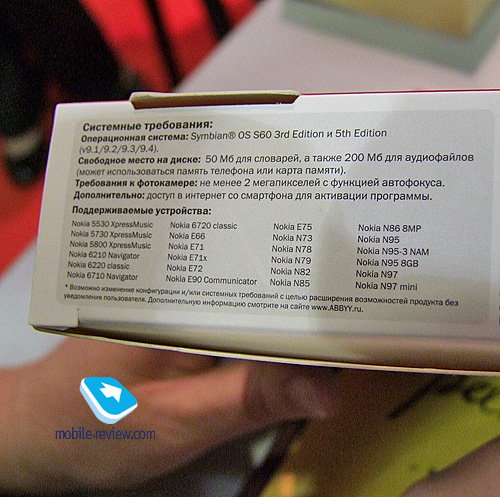 Системные требования:
Операционная система: Symbian® OS S60 3rd Edition и 5th Edition
(v9.1/9.2/9.3/9.4).
Свободное место на диске: 50 Мб для словарей, а также 200 Мб для аудиофайлов
(может использоваться память телефона или карта памяти).
Требования к фотокамере: не менее 2 мегапикселей с функцией автофокуса.
Дополнительно: доступ в интернет со смартфона для активации программы.
Поддерживаемые устройства:
Nokia 5530 XpressMusic
Nokia 5730 XpressMusic
Nokia 5800 XpressMusic
Nokia 6210 Navigator
Nokia 6220 classic
Nokia 6710 Navigator
Nokia 6720 classic
Nokia E66
Nokia E71
Nokia E71x
Nokia E72
Nokia E90 Communicator
Nokia E75
Nokia N73
Nokia N78
Nokia N79
Nokia N82
Nokia N85
Nokia N86 8MP
Nokia N95
Nokia N95-3 NAM
Nokia N95 8GB
Nokia N97
Nokia N97 mini
* Возможно изменение конфигурации и/или системных требований с целью расширения возможностей продукта без
уведомления пользователя. Дополнительную информацию смотрите на сайте www.ABBYY.ru.
mobile-review.com